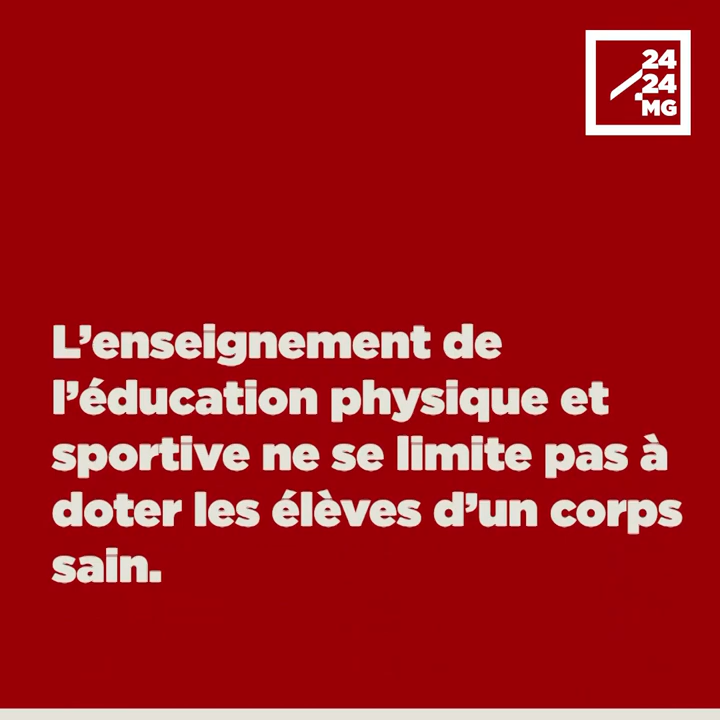 24
24
MG
L’enseignement de
l’éducation physique et
sportive ne se limite pas à
doter les élèves d’un corps
sain.